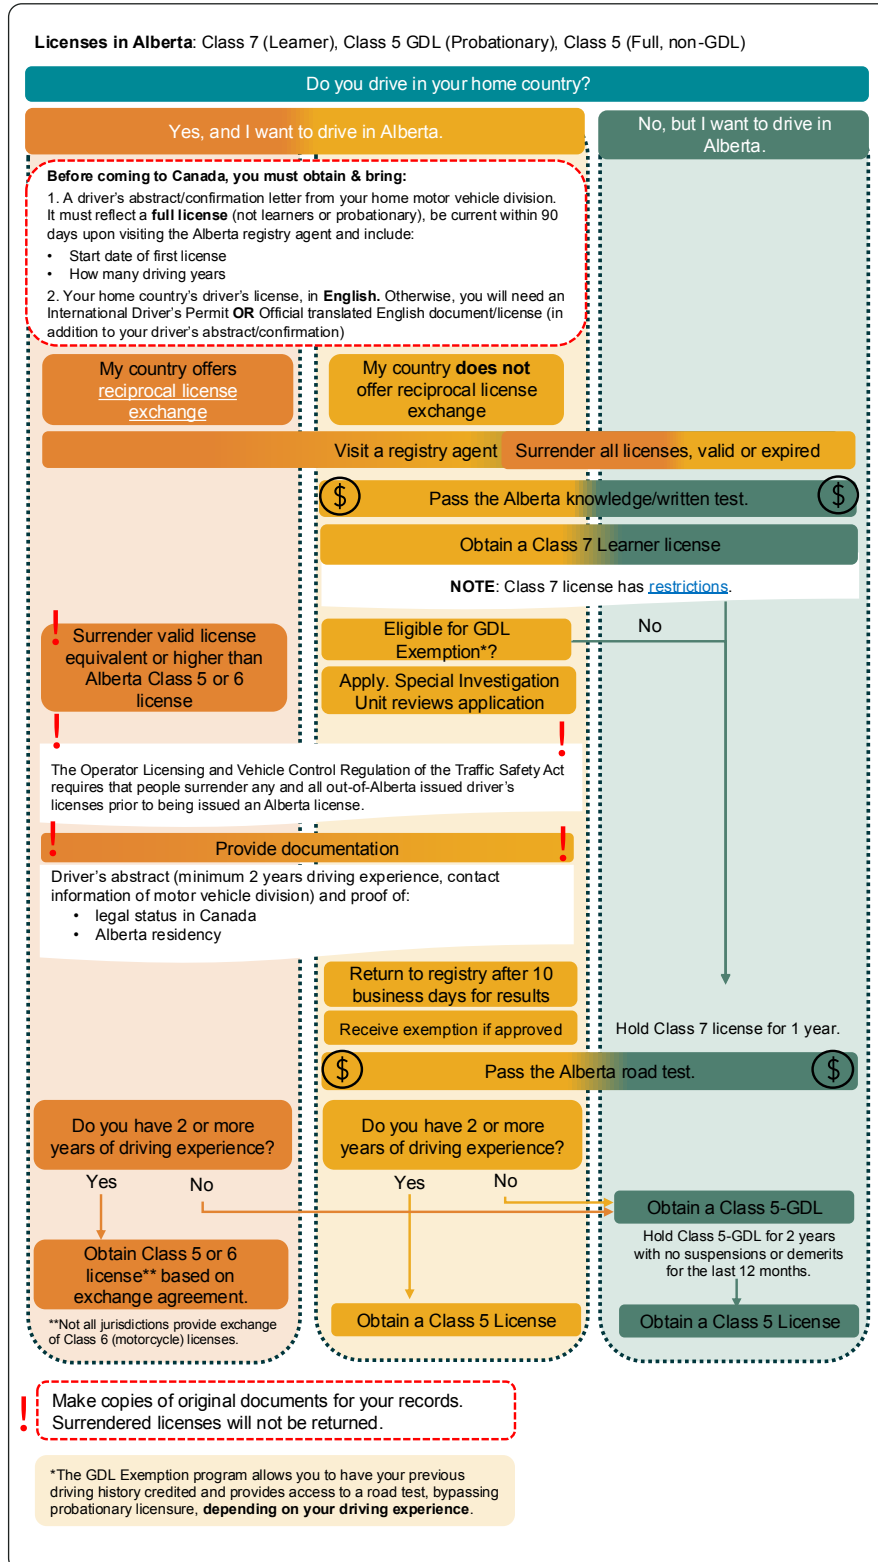 Licenses in Alberta: Class 7 (Learner), Class 5 GDL (Probationary), Class 5 (Full, non-GDL)
Do you drive in your home country?
Yes, and I want to drive in Alberta.
No, but I want to drive in
Alberta.
Before coming to Canada, you must obtain & bring:
1. A driver's abstract/confirmation letter from your home motor vehicle division.
It must reflect a full license (not learners or probationary), be current within 90
days upon visiting the Alberta registry agent and include:
• Start date of first license
• How many driving years
2. Your home country's driver's license, in English. Otherwise, you will need an
International Driver's Permit OR Official translated English document/license (in
addition to your driver's abstract/confirmation)
My country offers
reciprocal license
exchange
My country does not
offer reciprocal license
exchange
Visit a registry agent
Surrender all licenses, valid or expired
$ Pass the Alberta knowledge/written test. $
Obtain a Class 7 Learner license
NOTE: Class 7 license has restrictions.
!
Surrender valid license
equivalent or higher than
Alberta Class 5 or 6
license
Eligible for GDL
Exemption*?
No
Apply. Special Investigation
Unit reviews application
! !
The Operator Licensing and Vehicle Control Regulation of the Traffic Safety Act
requires that people surrender any and all out-of-Alberta issued driver's
licenses prior to being issued an Alberta license.
! Provide documentation !
Driver's abstract (minimum 2 years driving experience, contact
information of motor vehicle division) and proof of:
• legal status in Canada
• Alberta residency
Return to registry after 10
business days for results
Receive exemption if approved
Hold Class 7 license for 1 year.
$ Pass the Alberta road test. $
Do you have 2 or more
years of driving experience?
Yes No
Do you have 2 or more
years of driving experience?
Yes No
Obtain a Class 5-GDL
Hold Class 5-GDL for 2 years
with no suspensions or demerits
for the last 12 months.
Obtain Class 5 or 6
license** based on
exchange agreement.
**Not all jurisdictions provide exchange
of Class 6 (motorcycle) licenses.
Obtain a Class 5 License
Obtain a Class 5 License
!
Make copies of original documents for your records.
Surrendered licenses will not be returned.
*The GDL Exemption program allows you to have your previous
driving history credited and provides access to a road test, bypassing
probationary licensure, depending on your driving experience.